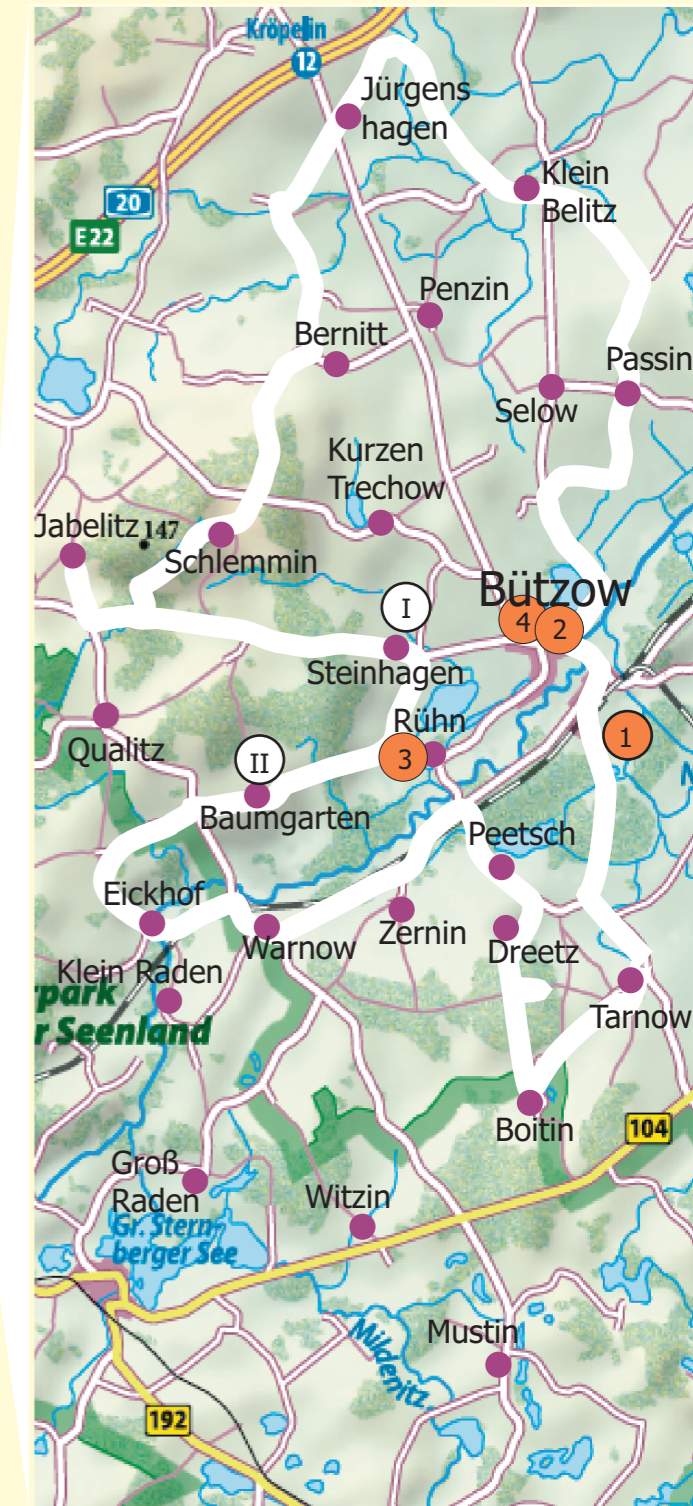 Kröpelin
12
Jürgens
hagen
Klein
Belitz
20
E 22
Penzin
Bernitt
Passin
Selow
Kurzen
Trechow
Jabelitz
147
Schlemmin
Bützow
I
4
2
Steinhagen
Rühn
1
Qualitz
3
II
Baumgarten
Peetsch
Eickhof
Zernin
Warnow
Dreetz
Klein Raden
rpark
r Seenland
Tarnow
Boitin
104
Groß
Raden
Witzin
Gr. Stern-
berger See
Mildenitz
Mustin
192